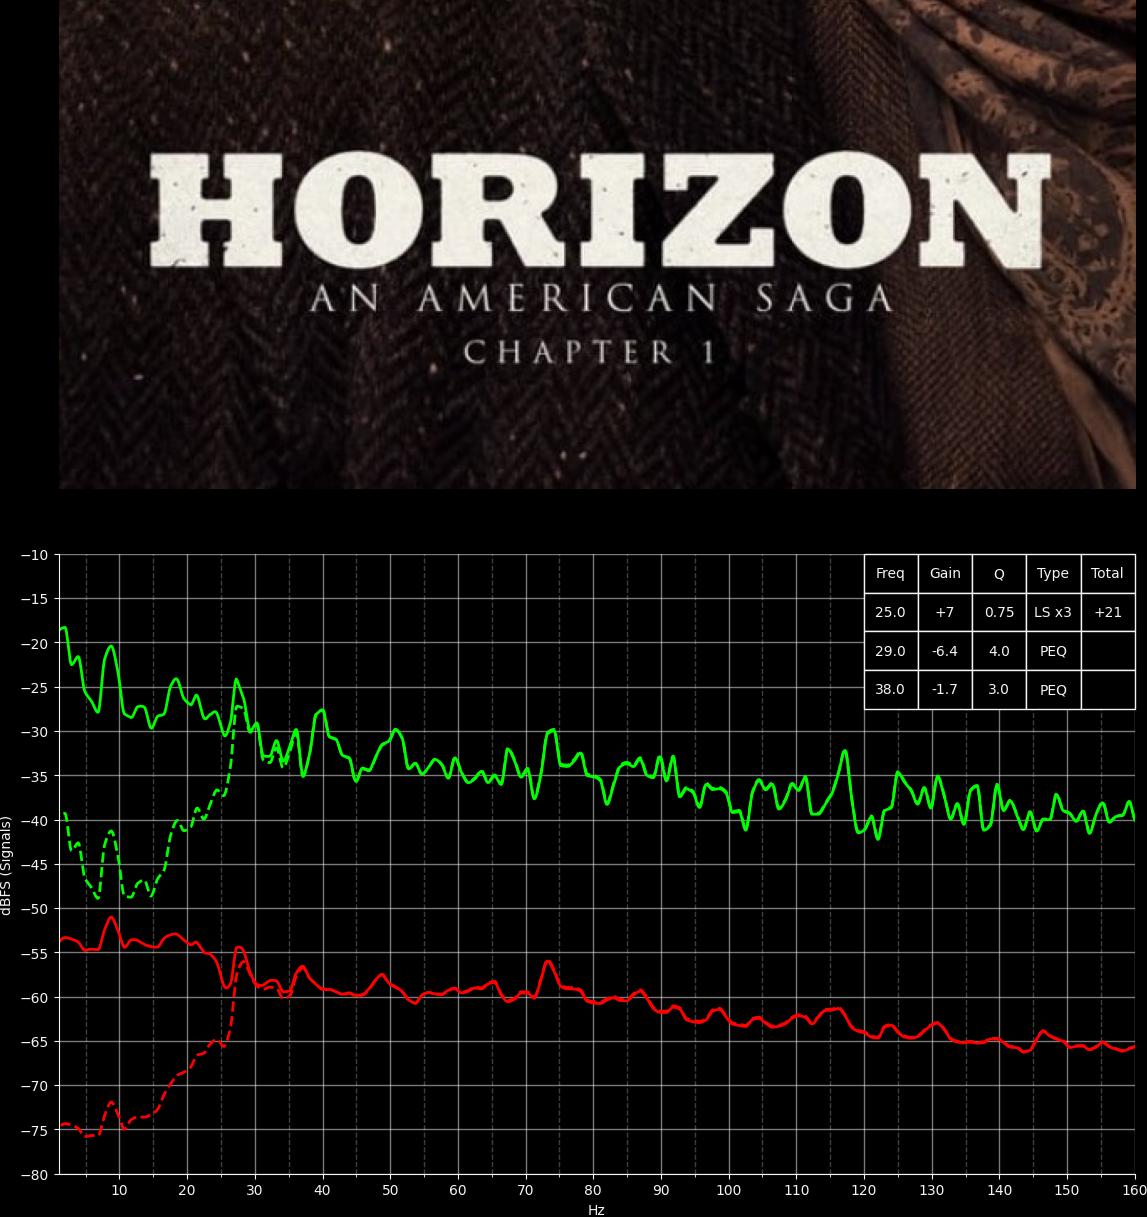 HORIZON
AN AMERICAN SAGA
CHAPTER 1
Freq Gain Q Type Total
25.0 +7 0.75 LS x3 +21
29.0 -6.4 4.0 PEQ
38.0 -1.7 3.0 PEQ
−10
−15
−20
−25
−30
−35
−40
−45
−50
−55
−60
−65
−70
−75
−80
dBFS (Signals)
10 20 30 40 50 60 70 80 90 100 110 120 130 140 150 160
Hz